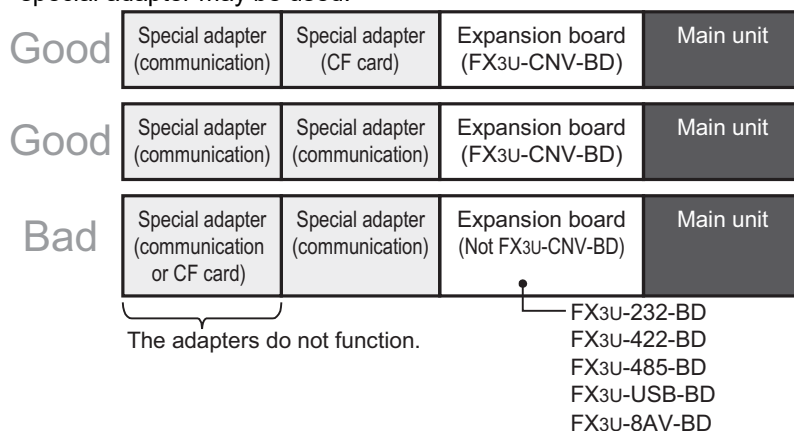 special adapter may be used.
Good
Special adapter
(communication)
Special adapter
(CF card)
Expansion board
(FX3U-CNV-BD)
Main unit
Good
Special adapter
(communication)
Special adapter
(communication)
Expansion board
(FX3U-CNV-BD)
Main unit
Bad
Special adapter
(communication
or CF card)
Special adapter
(communication)
Expansion board
(Not FX3U-CNV-BD)
Main unit
The adapters do not function.
FX3U-232-BD
FX3U-422-BD
FX3U-485-BD
FX3U-USB-BD
FX3U-8AV-BD